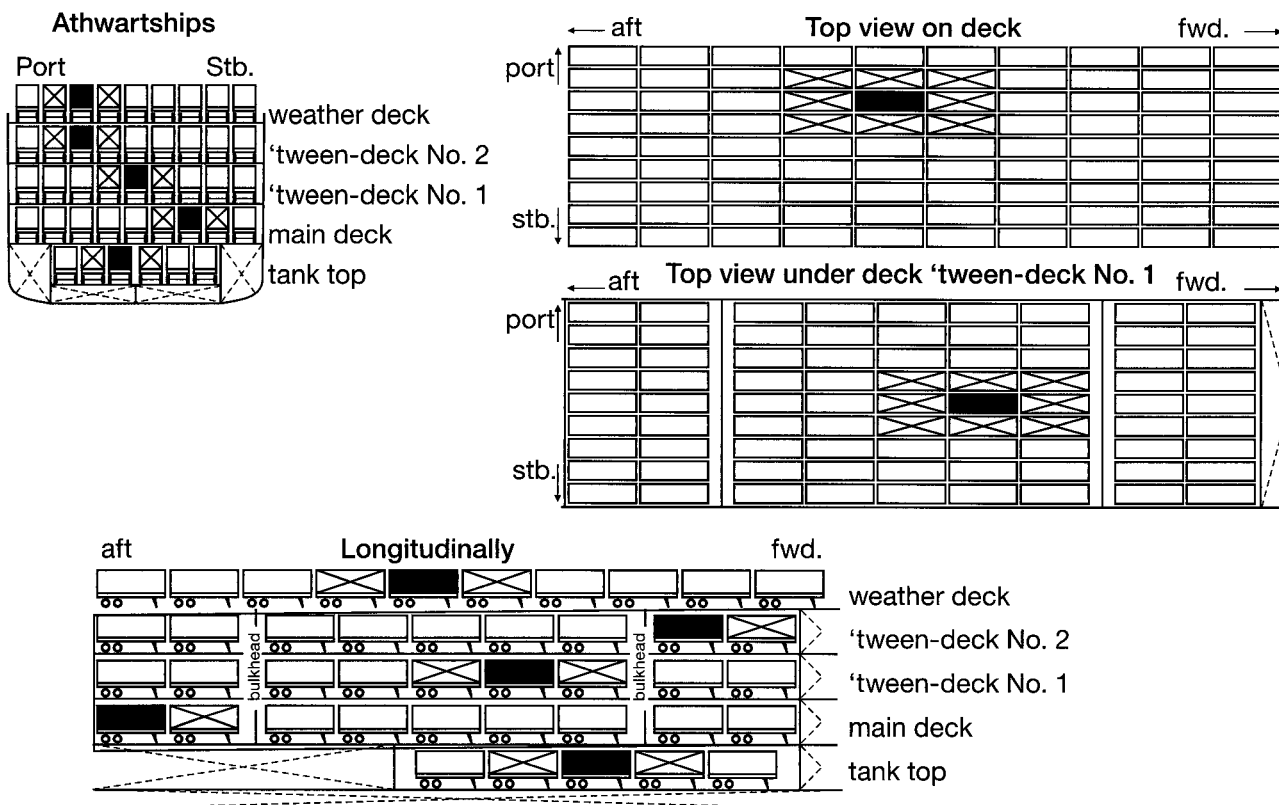 Athwartships
Port Stb.
weather deck
‘tween-deck No. 2
‘tween-deck No. 1
main deck
tank top
aft Top view on deck fwd.
port
stb.
aft Top view under deck ‘tween-deck No. 1 fwd.
port
stb.
aft Longitudinally fwd.
weather deck
‘tween-deck No. 2
‘tween-deck No. 1
main deck
tank top
bulkhead
bulkhead